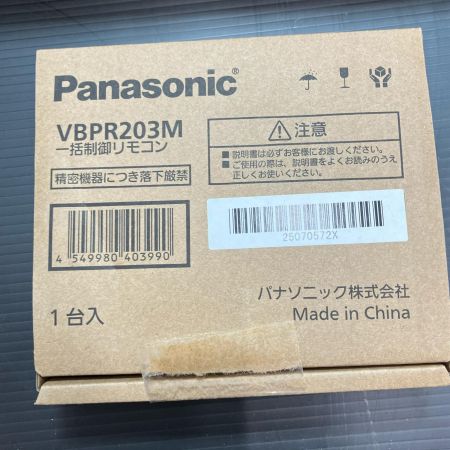 Panasonic®
VBPR203M
一括制御リモコン
精密機器につき落下厳禁
4 549980 403990
1台入
注意
■説明書は必ずお客様にお渡しください。
■ご使用の際は、説明書をよくお読みのうえ
正しくお使いください。
25070572X
パナソニック株式会社
Made in China